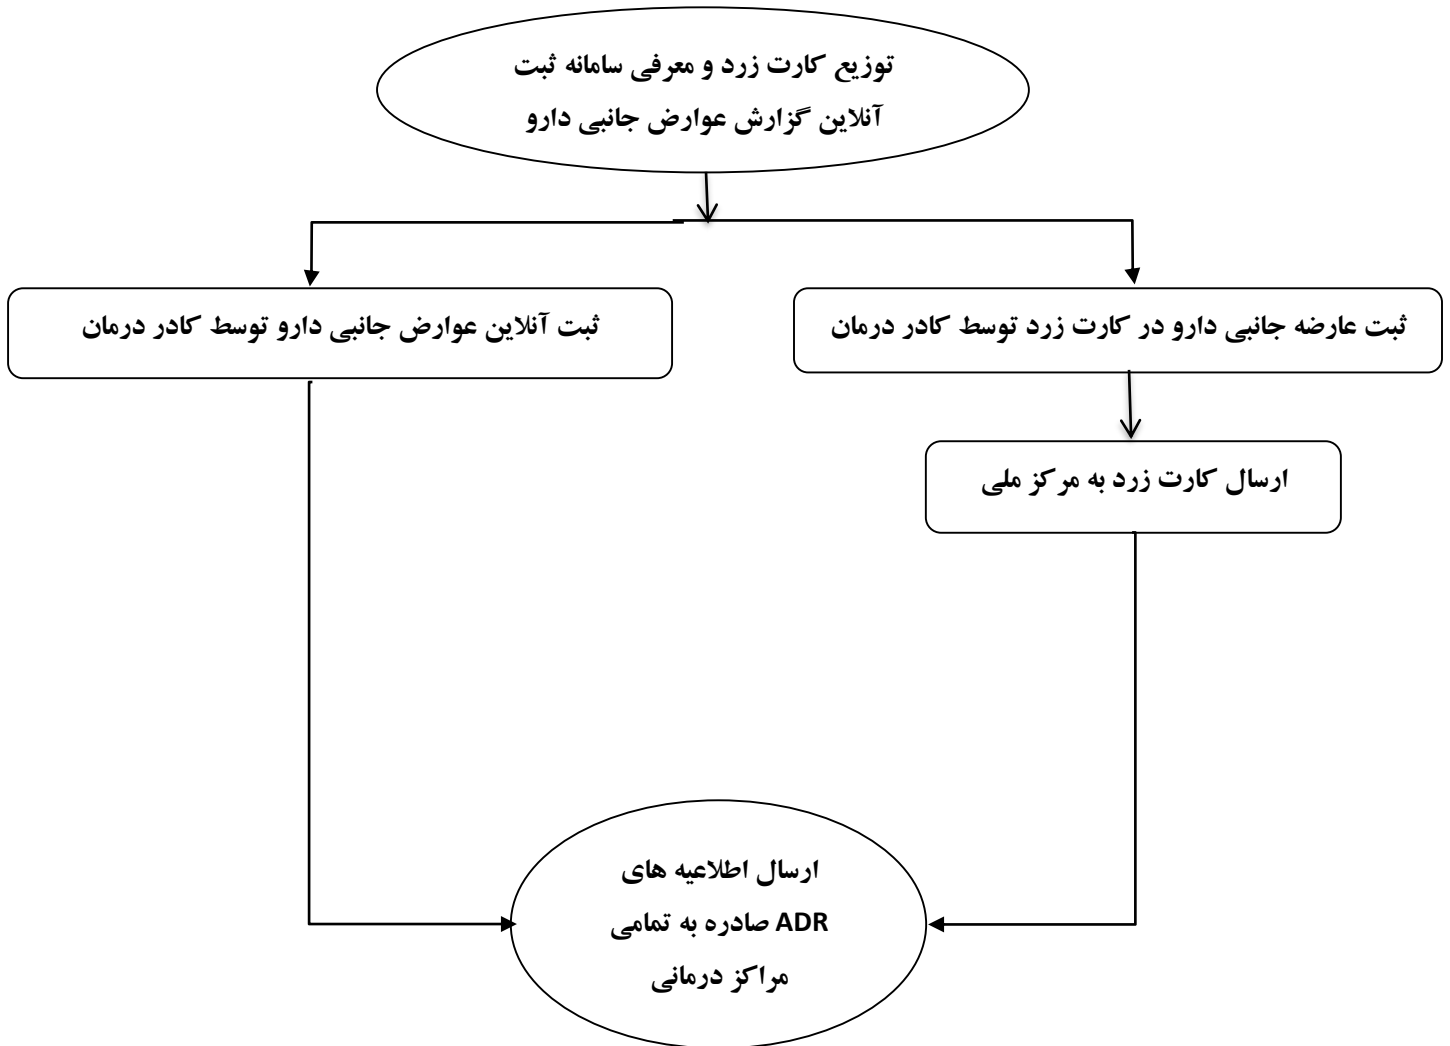 توزیع کارت زرد و معرفی سامانه ثبت
آنلاین گزارش عوارض جانبی دارو
ثبت عارضه جانبی دارو در کارت زرد توسط کادر درمان
ثبت آنلاین عوارض جانبی دارو توسط کادر درمان
ارسال کارت زرد به مرکز ملی
ارسال اطلاعیه های
ADR صادره به تمامی
مراکز درمانی